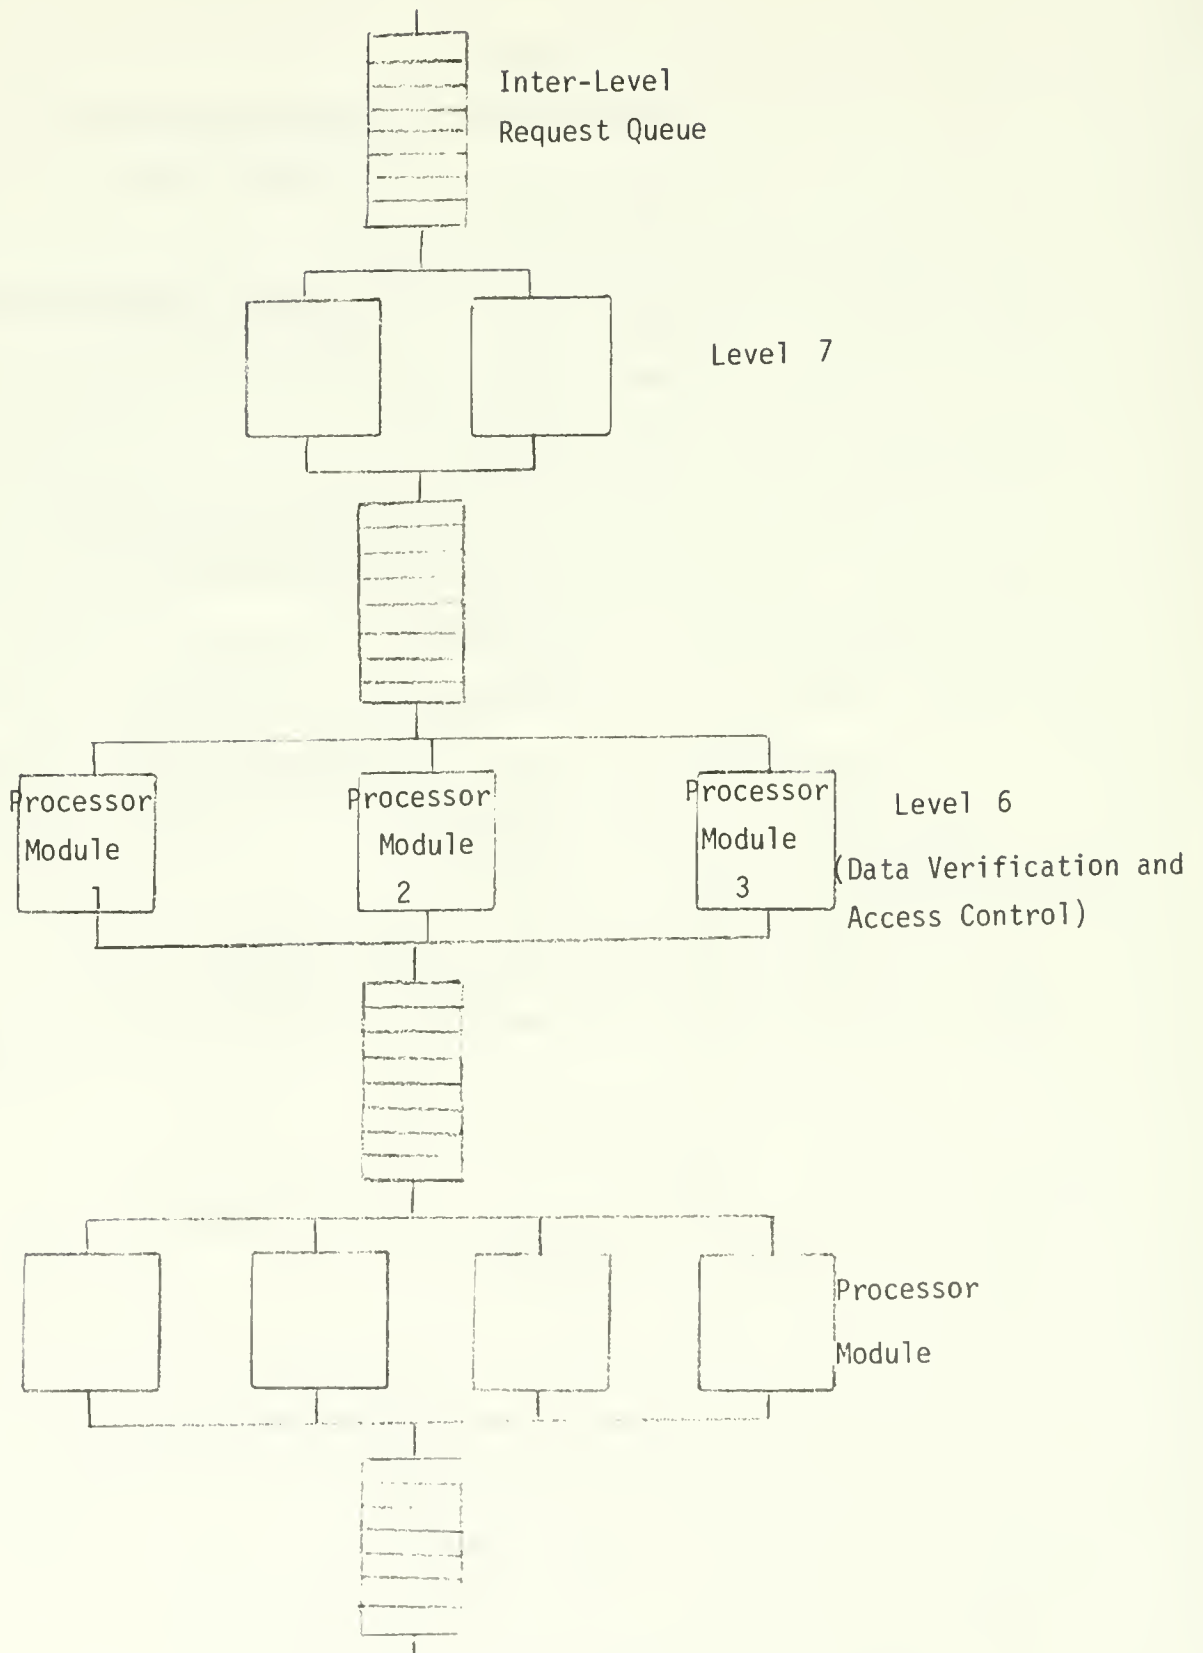 Inter-Level
Request Queue
Level 7
Processor
Module
1
Processor
Module
2
Processor
Module
3
Level 6
(Data Verification and
Access Control)
Processor
Module